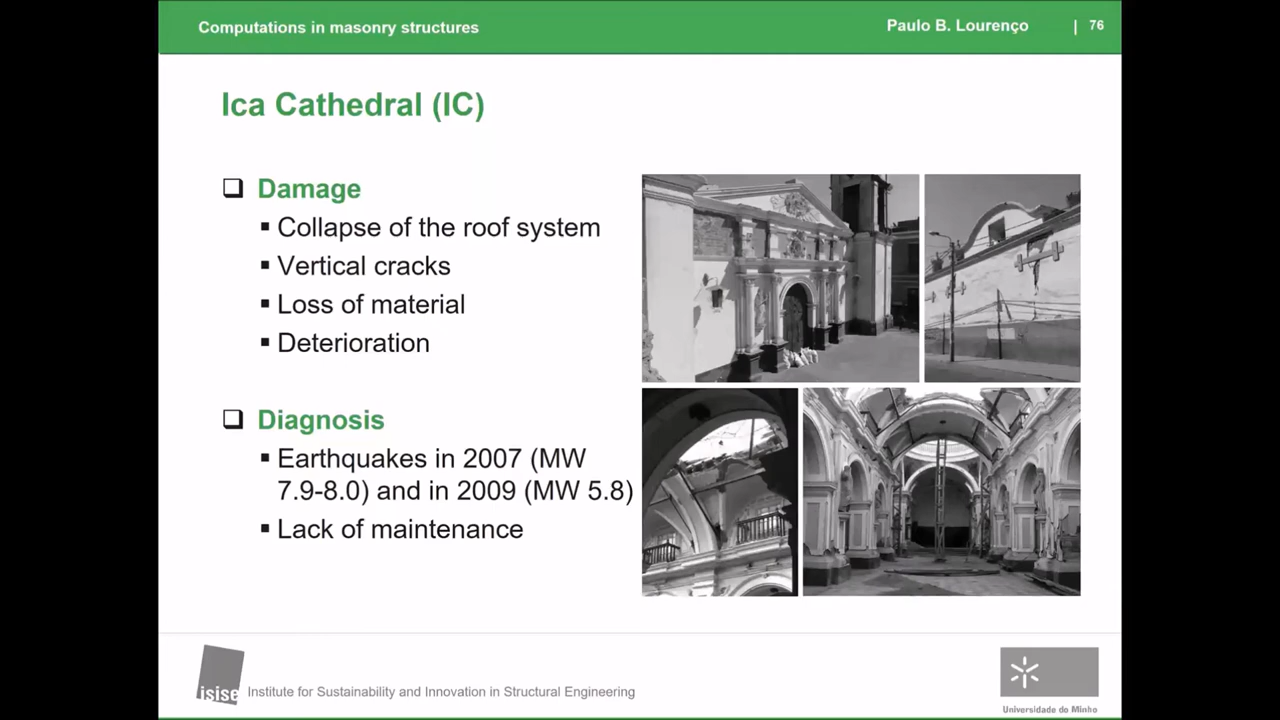 Computations in masonry structures
Paulo B. Lourenço | 76
Ica Cathedral (IC)
❑ Damage
▪ Collapse of the roof system
▪ Vertical cracks
▪ Loss of material
▪ Deterioration
❑ Diagnosis
▪ Earthquakes in 2007 (MW
7.9-8.0) and in 2009 (MW 5.8)
▪ Lack of maintenance
isise Institute for Sustainability and Innovation in Structural Engineering
Universidade do Minho